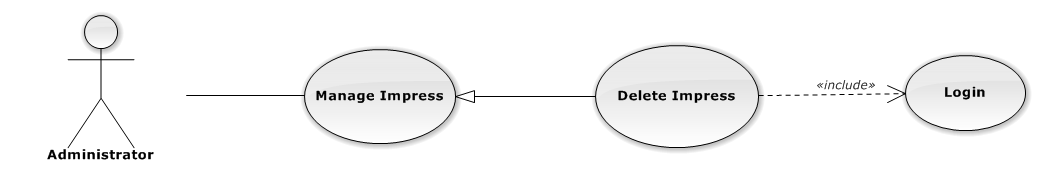 «include»
Manage Impress
Delete Impress
Login
Administrator